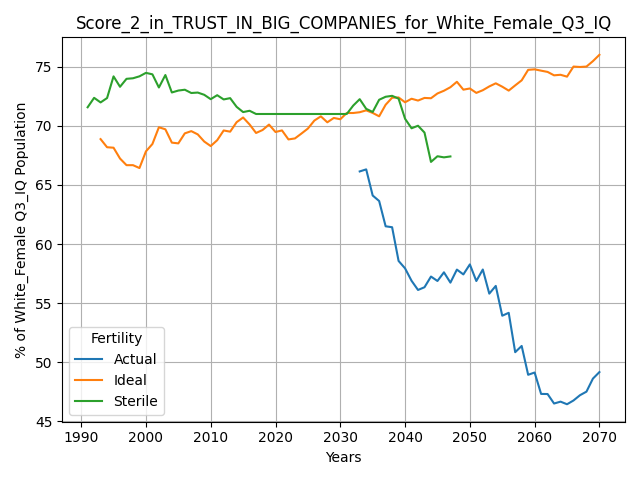 Score_2_in_TRUST_IN_BIG_COMPANIES_for_White_Female_Q3_IQ
% of White_Female Q3_IQ Population
75
70
65
60
55
50
45
Fertility
Actual
Ideal
Sterile
1990 2000 2010 2020 2030 2040 2050 2060 2070
Years